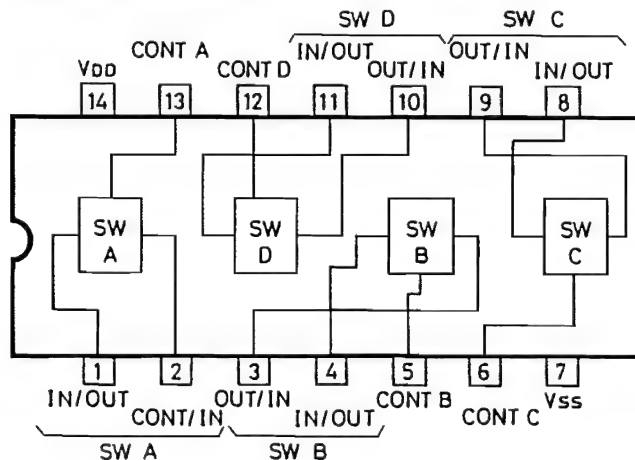 SW D SW C
CONT A IN/OUT OUT/IN
VDD CONT D OUT/IN IN/OUT
14 13 12 11 10 9 8
SW SW SW SW
A D B C
1 2 3 4 5 6 7
IN/OUT OUT/IN CONT B VSS
CONT/IN IN/OUT CONT C
SW A SW B